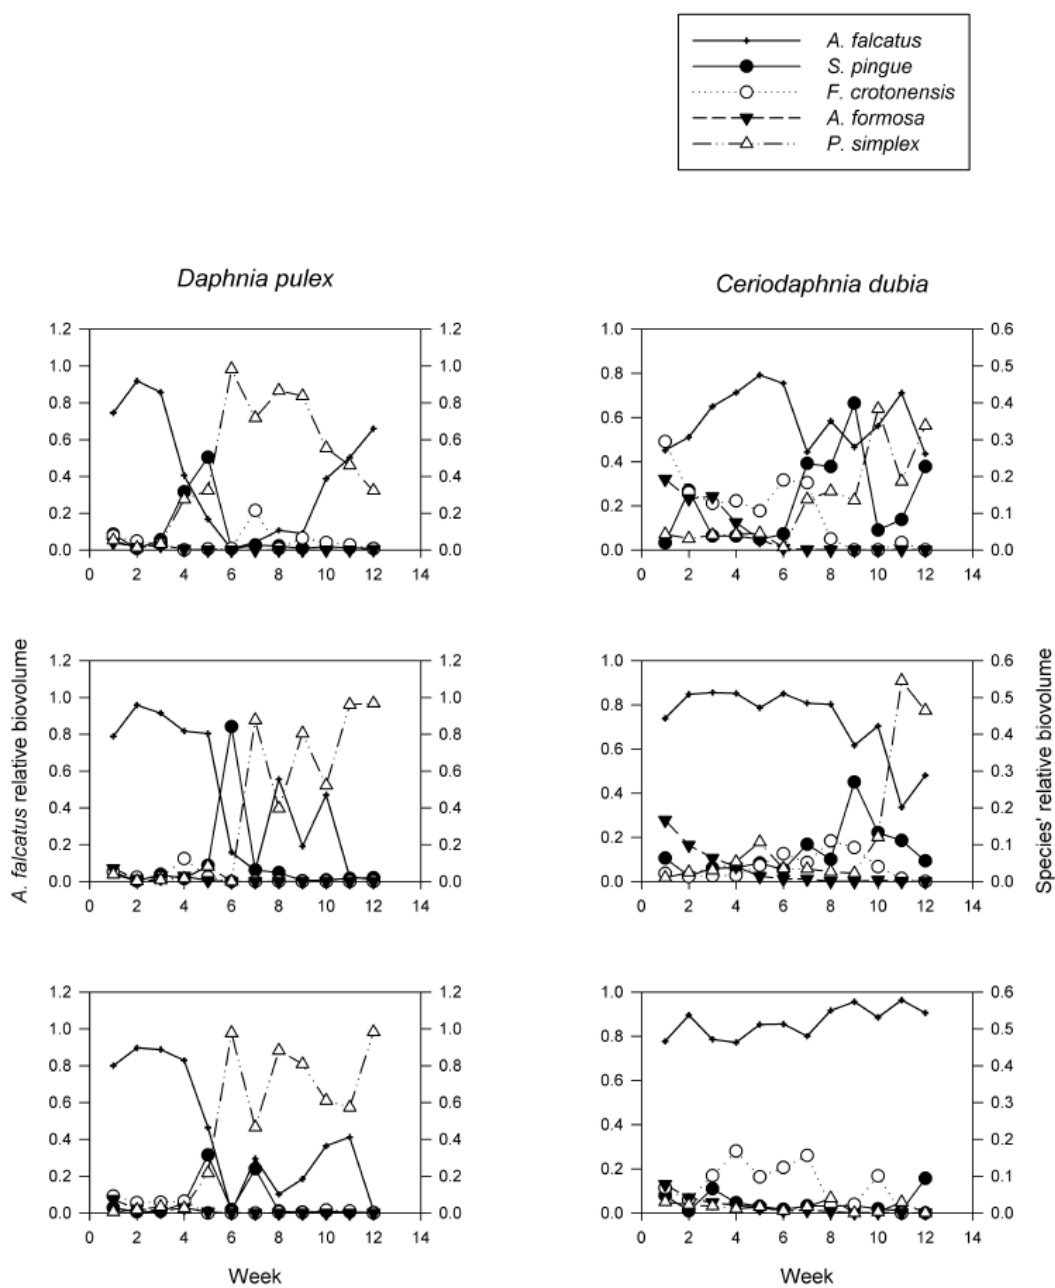 A. falcatus
S. pingue
F. crotonensis
A. formosa
P. simplex
Daphnia pulex
Ceriodaphnia dubia
1.2 1.2 1.0 0.6
1.0 1.0 0.5
0.8 0.8 0.8 0.4
0.6 0.6 0.6 0.3
0.4 0.4 0.4 0.2
0.2 0.2 0.2 0.1
0.0 0.0 0.0 0.0
0 2 4 6 8 10 12 14 0 2 4 6 8 10 12 14
A. falcatus relative biovolume
Species' relative biovolume
1.2 1.2 1.0 0.6
1.0 1.0 0.5
0.8 0.8 0.8 0.4
0.6 0.6 0.6 0.3
0.4 0.4 0.4 0.2
0.2 0.2 0.2 0.1
0.0 0.0 0.0 0.0
0 2 4 6 8 10 12 14 0 2 4 6 8 10 12 14
1.2 1.2 1.0 0.6
1.0 1.0 0.5
0.8 0.8 0.8 0.4
0.6 0.6 0.6 0.3
0.4 0.4 0.4 0.2
0.2 0.2 0.2 0.1
0.0 0.0 0.0 0.0
0 2 4 6 8 10 12 14 0 2 4 6 8 10 12 14
Week Week